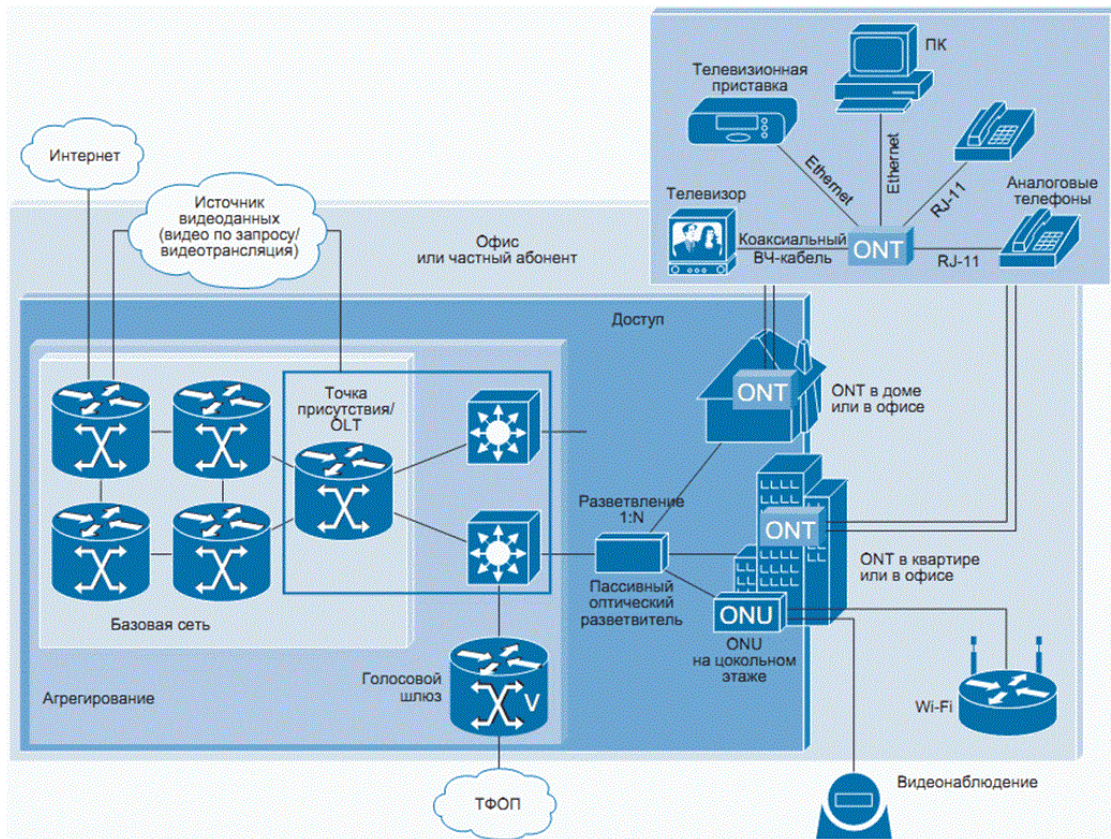 ПК
Телевизионная
приставка
Интернет
Ethernet
Ethernet
RJ-11
Аналоговые
телефоны
Телевизор
Источник
видеоданных
(видео по запросу/
видеотрансляция)
Офис
или частный абонент
Коаксиальный
ВЧ-кабель
ONT
RJ-11
Доступ
Точка
присутствия/
OLT
ONT
ONT в доме
или в офисе
Разветвление
1:N
ONT
ONT в квартире
или в офисе
Пассивный
оптический
разветвитель
ONU
Базовая сеть
ONU
на цокольном
этаже
Голосовой
шлюз
V
Агрегирование
Wi-Fi
Видеонаблюдение
ТФОП